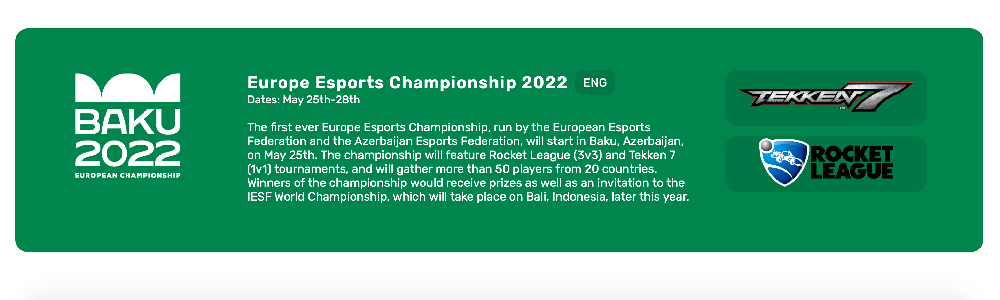 BAKU
2022
EUROPEAN CHAMPIONSHIP
Europe Esports Championship 2022
ENG
Dates: May 25th-28th
The first ever Europe Esports Championship, run by the European Esports
Federation and the Azerbaijan Esports Federation, will start in Baku, Azerbaijan,
on May 25th. The championship will feature Rocket League (3v3) and Tekken 7
(1v1) tournaments, and will gather more than 50 players from 20 countries.
Winners of the championship would receive prizes as well as an invitation to the
IESF World Championship, which will take place on Bali, Indonesia, later this year.
TEKKEN 7
TM
ROCKET
LEAGUE